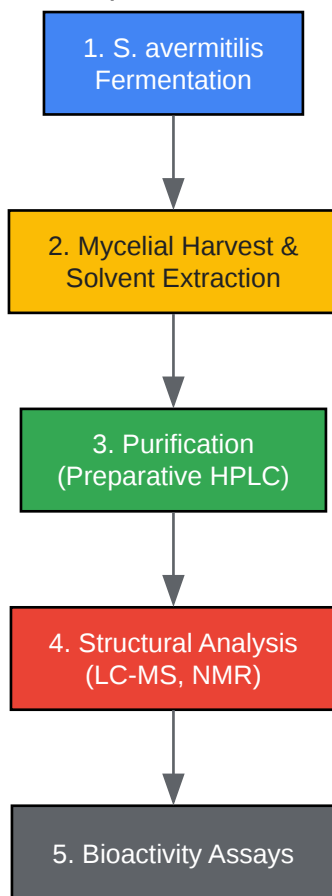 1. S. avermitilis
Fermentation
2. Mycelial Harvest &
Solvent Extraction
3. Purification
(Preparative HPLC)
4. Structural Analysis
(LC-MS, NMR)
5. Bioactivity Assays